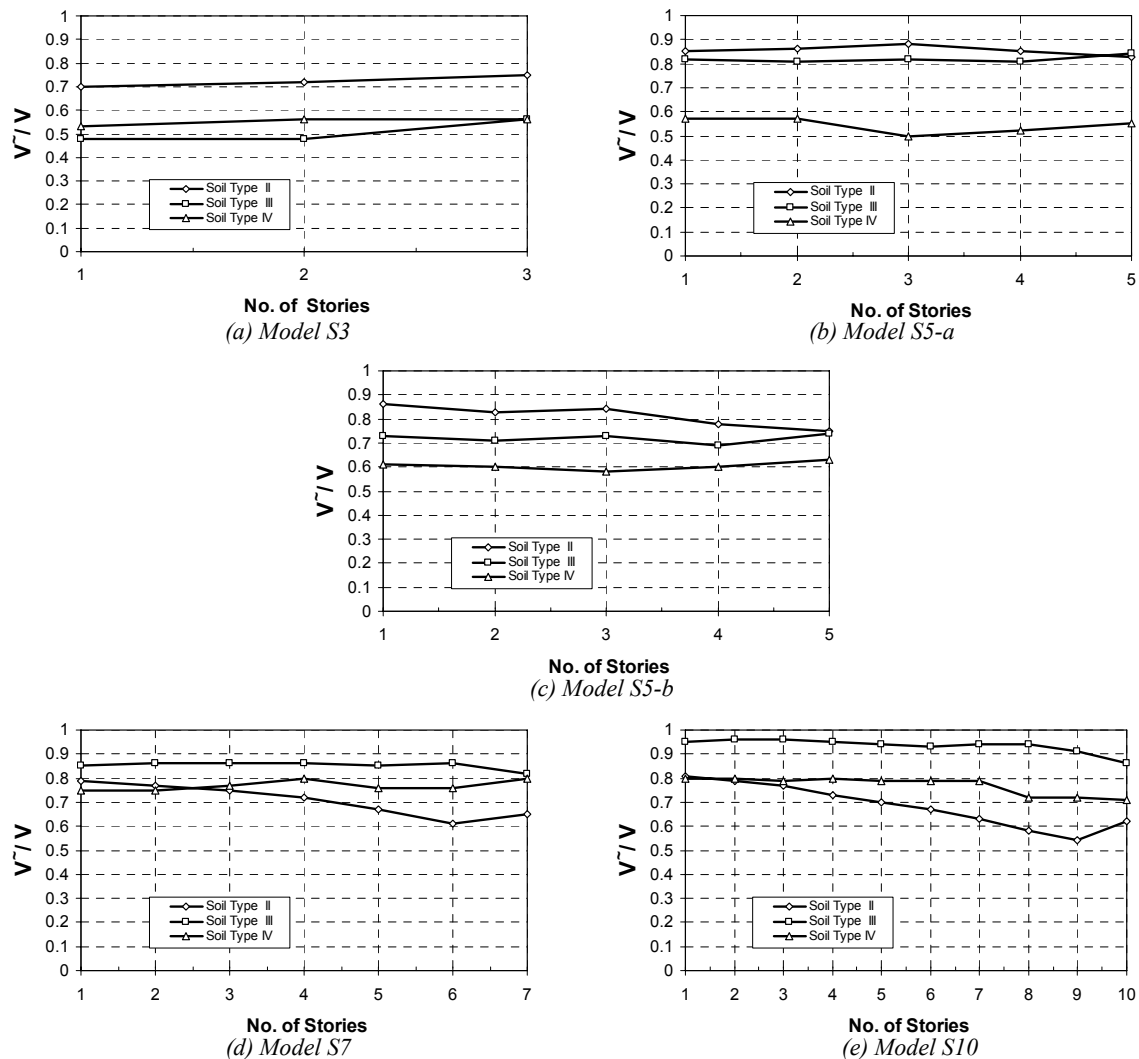 1
0.9
0.8
0.7
0.6
0.5
0.4
0.3
0.2
0.1
0
V˜/ V
Soil Type II
Soil Type III
Soil Type IV
1 2 3
No. of Stories
(a) Model S3
1
0.9
0.8
0.7
0.6
0.5
0.4
0.3
0.2
0.1
0
V˜/ V
Soil Type II
Soil Type III
Soil Type IV
1 2 3 4 5
No. of Stories
(b) Model S5-a
1
0.9
0.8
0.7
0.6
0.5
0.4
0.3
0.2
0.1
0
V˜/ V
Soil Type II
Soil Type III
Soil Type IV
1 2 3 4 5
No. of Stories
(c) Model S5-b
1
0.9
0.8
0.7
0.6
0.5
0.4
0.3
0.2
0.1
0
V˜/ V
Soil Type II
Soil Type III
Soil Type IV
1 2 3 4 5 6 7
No. of Stories
(d) Model S7
1
0.9
0.8
0.7
0.6
0.5
0.4
0.3
0.2
0.1
0
V˜/ V
Soil Type II
Soil Type III
Soil Type IV
1 2 3 4 5 6 7 8 9 10
No. of Stories
(e) Model S10